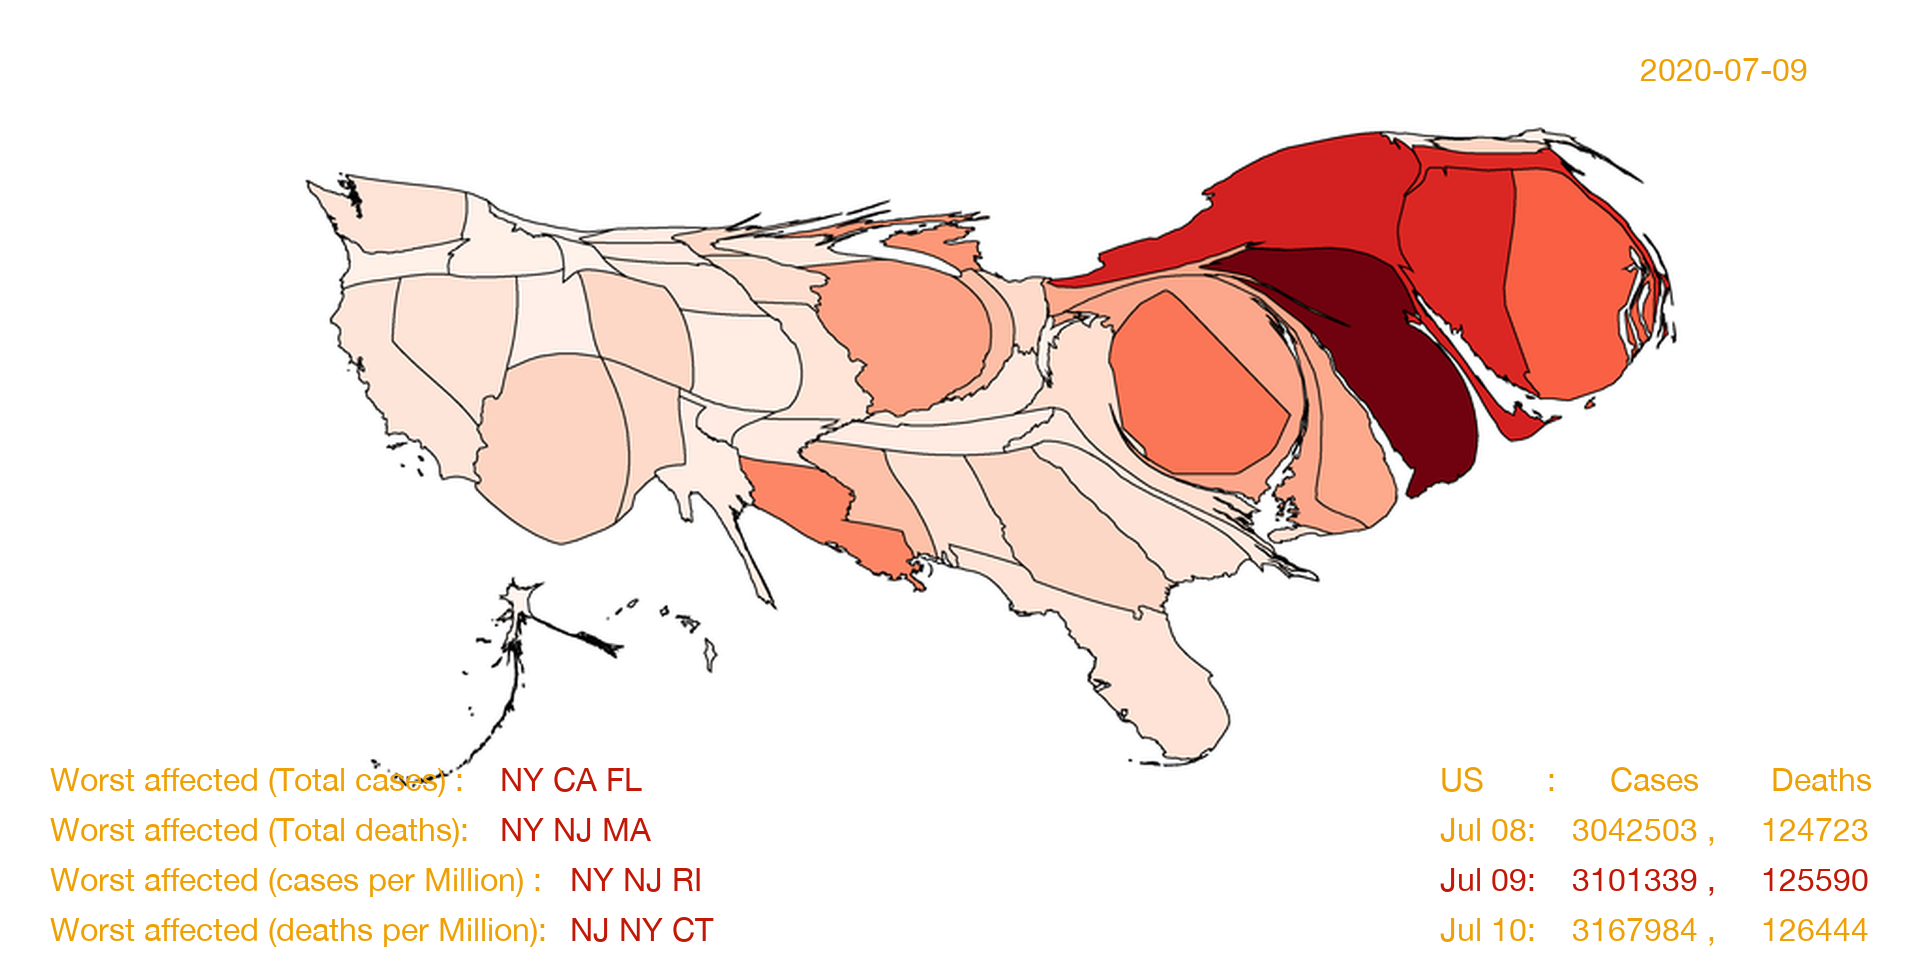 2020-07-09
Worst affected (Total cases) : NY CA FL
Worst affected (Total deaths): NY NJ MA
Worst affected (cases per Million) : NY NJ RI
Worst affected (deaths per Million): NJ NY CT
US : Cases Deaths
Jul 08: 3042503 , 124723
Jul 09: 3101339 , 125590
Jul 10: 3167984 , 126444